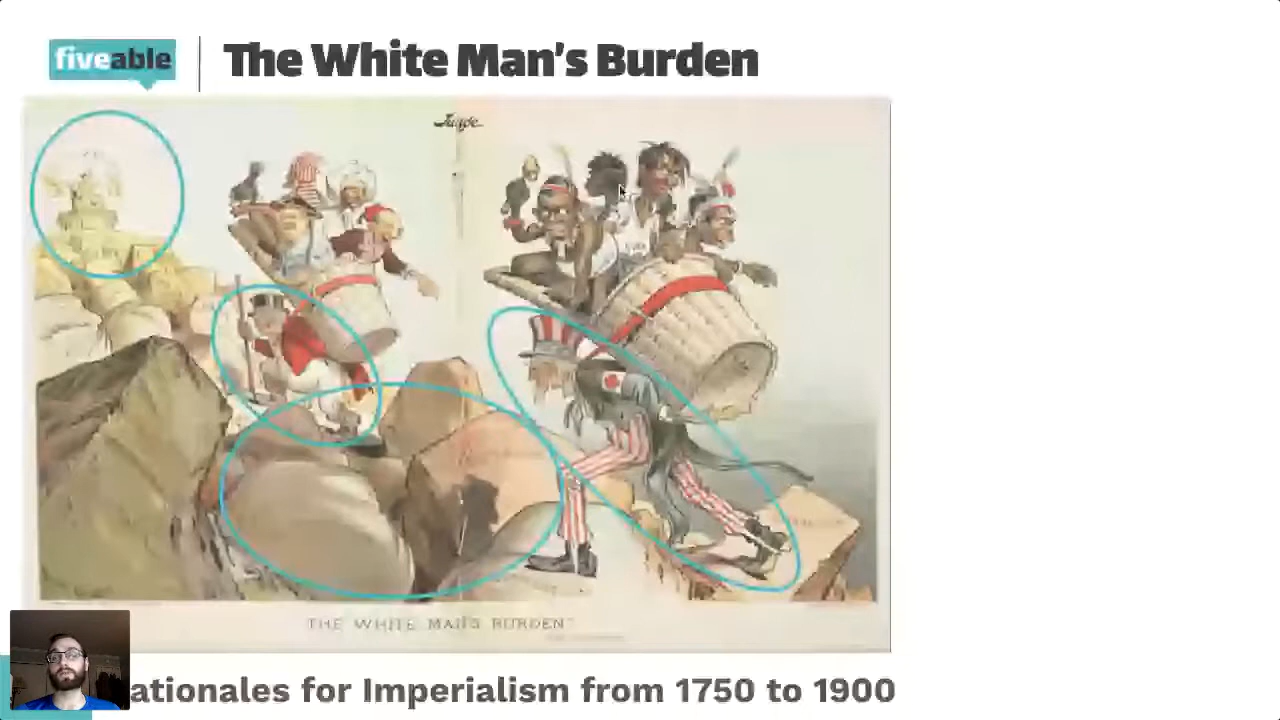 fiveable
The White Man's Burden
Judge
"THE WHITE MAN'S BURDEN"
ationales for Imperialism from 1750 to 1900